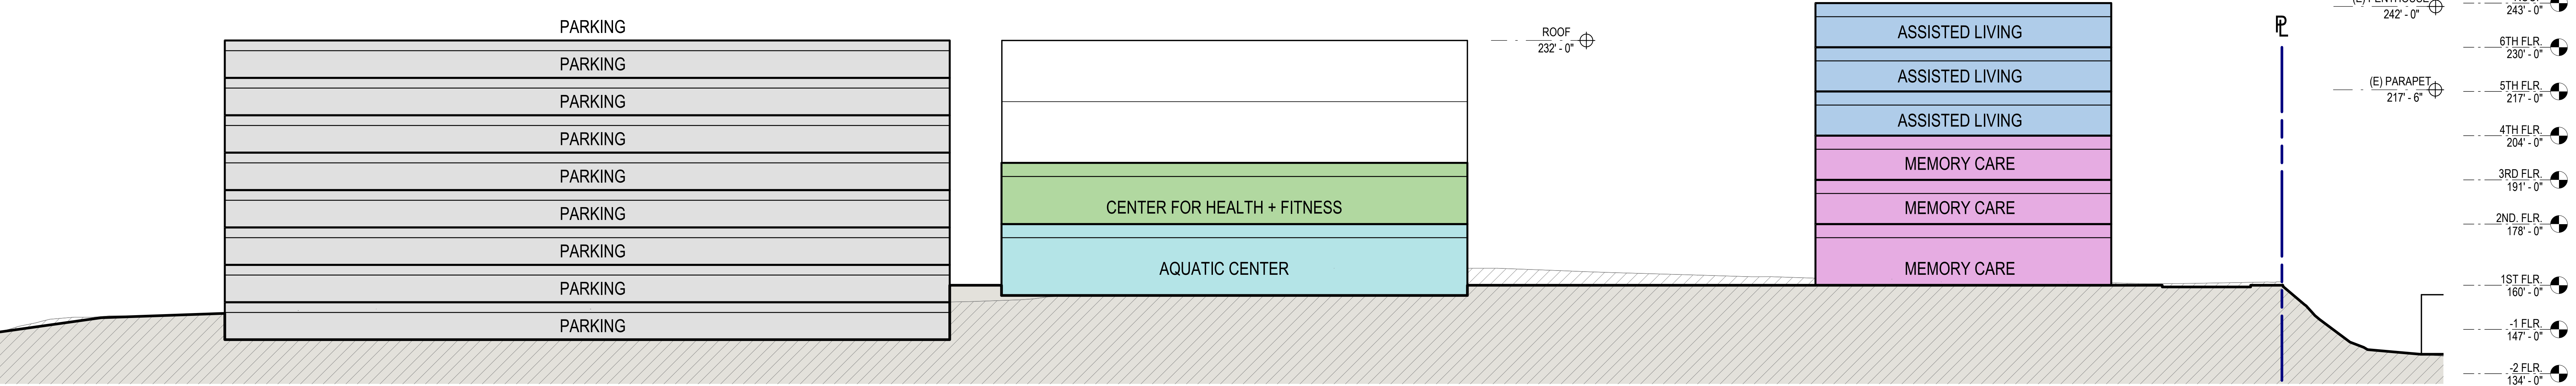 PARKING
PARKING
PARKING
PARKING
PARKING
PARKING
PARKING
PARKING
PARKING
CENTER FOR HEALTH + FITNESS
AQUATIC CENTER
ROOF
232' - 0"
ASSISTED LIVING
ASSISTED LIVING
ASSISTED LIVING
MEMORY CARE
MEMORY CARE
MEMORY CARE
PL
242' - 0"
(E) PARAPET
217' - 6"
243' - 0"
6TH FLR.
230' - 0"
5TH FLR.
217' - 0"
4TH FLR.
204' - 0"
3RD FLR.
191' - 0"
2ND. FLR.
178' - 0"
1ST FLR.
160' - 0"
-1 FLR.
147' - 0"
-2 FLR.
134' - 0"